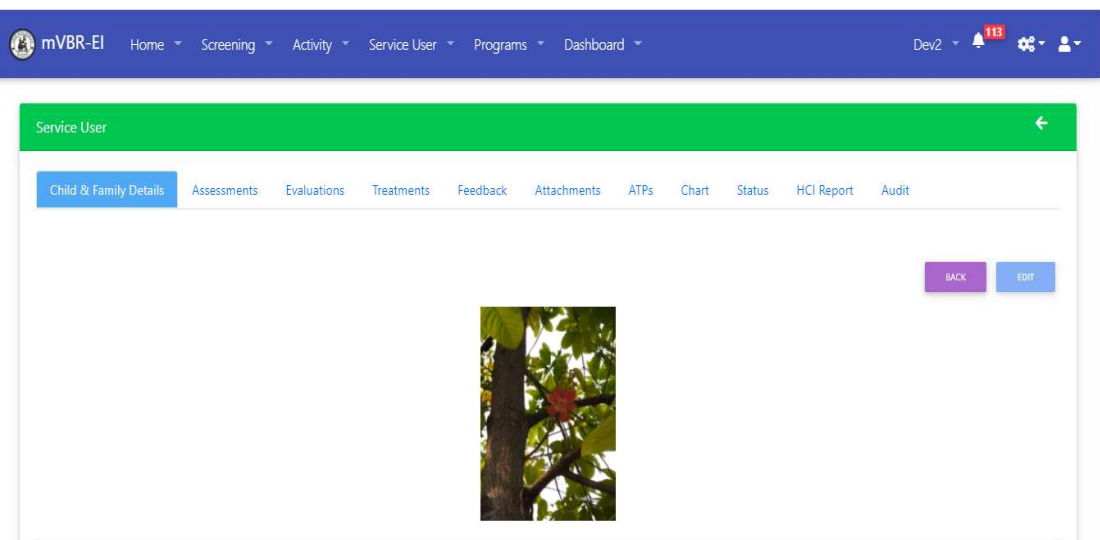 mVBR-EI Home Screening Activity Service User Programs Dashboard Dev2 113
Service User
Child & Family Details Assessments Evaluations Treatments Feedback Attachments ATPs Chart Status HCI Report Audit
BACK EDIT